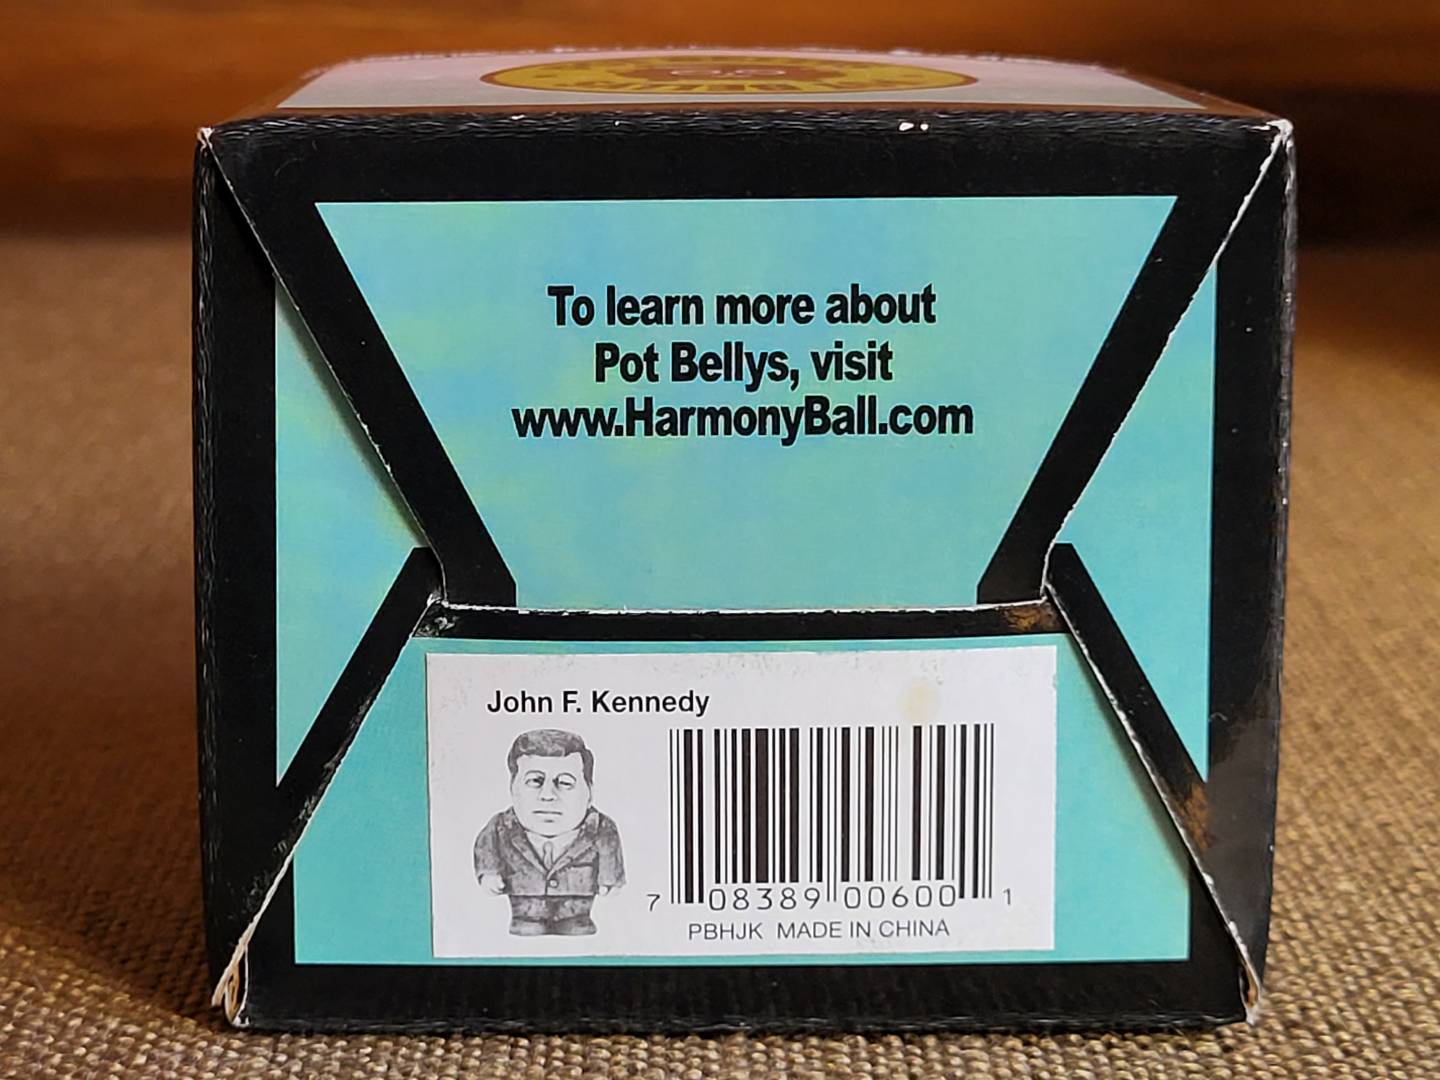 To learn more about
Pot Bellys, visit
www.HarmonyBall.com
John F. Kennedy
7 08389 00600 1
PBHJK MADE IN CHINA